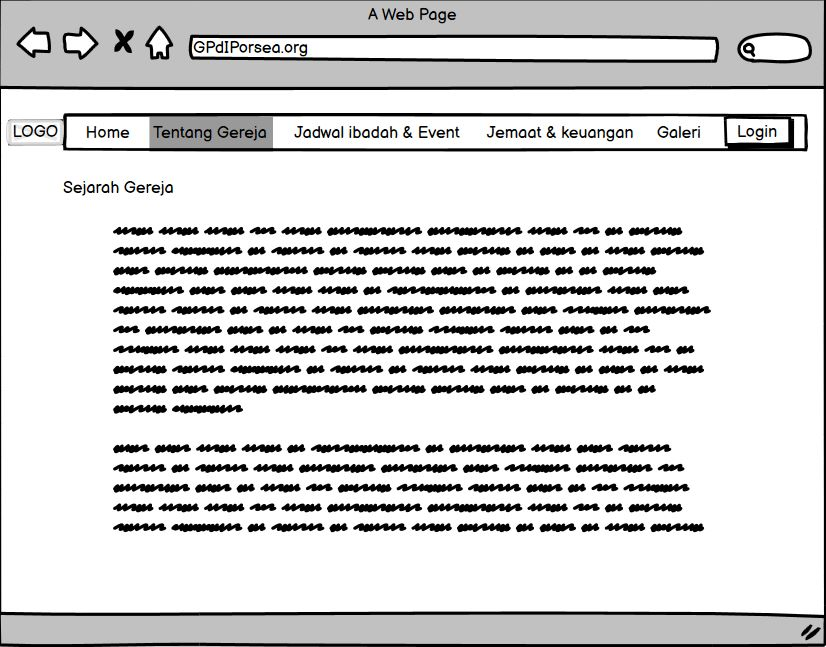 A Web Page
GPdIPorsea.org
LOGO Home Tentang Gereja Jadwal ibadah & Event Jemaat & keuangan Galeri Login
Sejarah Gereja